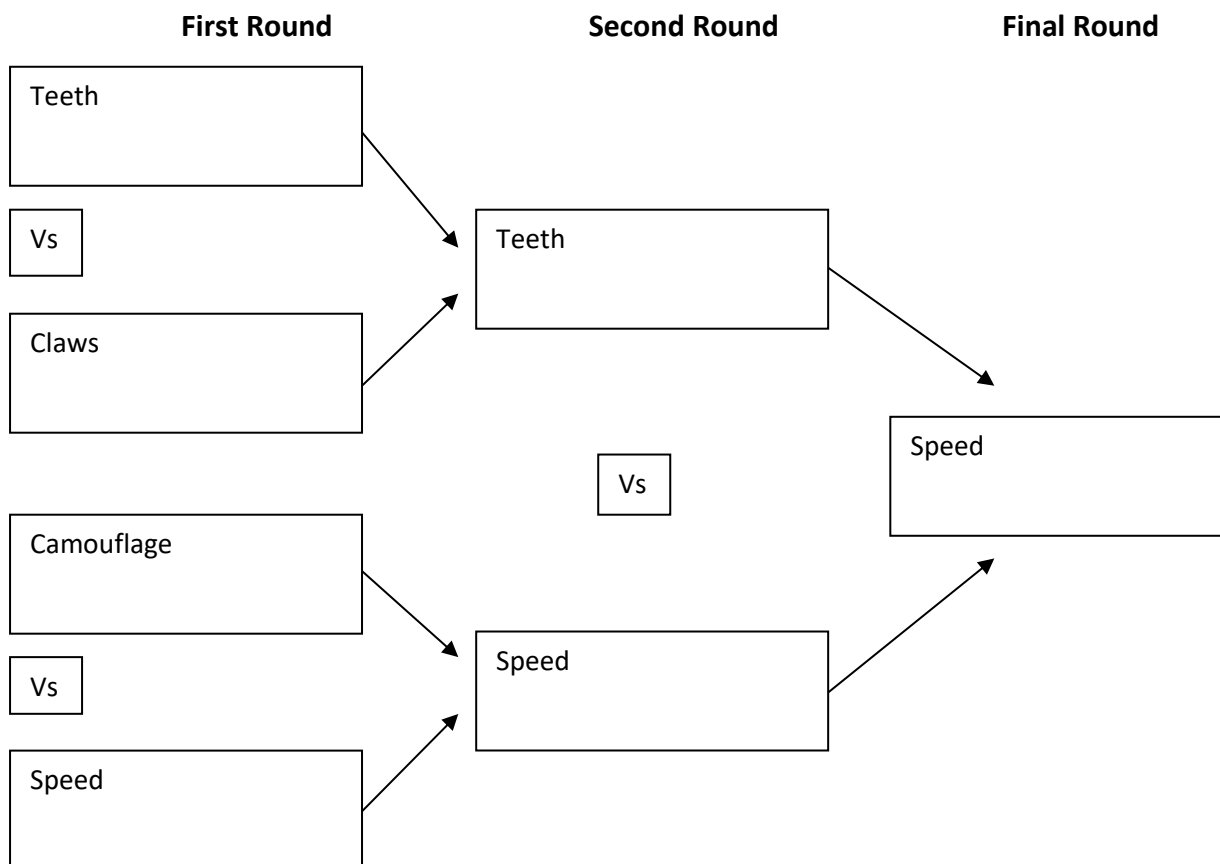 First Round
Second Round
Final Round
Teeth
Vs
Claws
Camouflage
Vs
Speed
Teeth
Vs
Speed
Speed